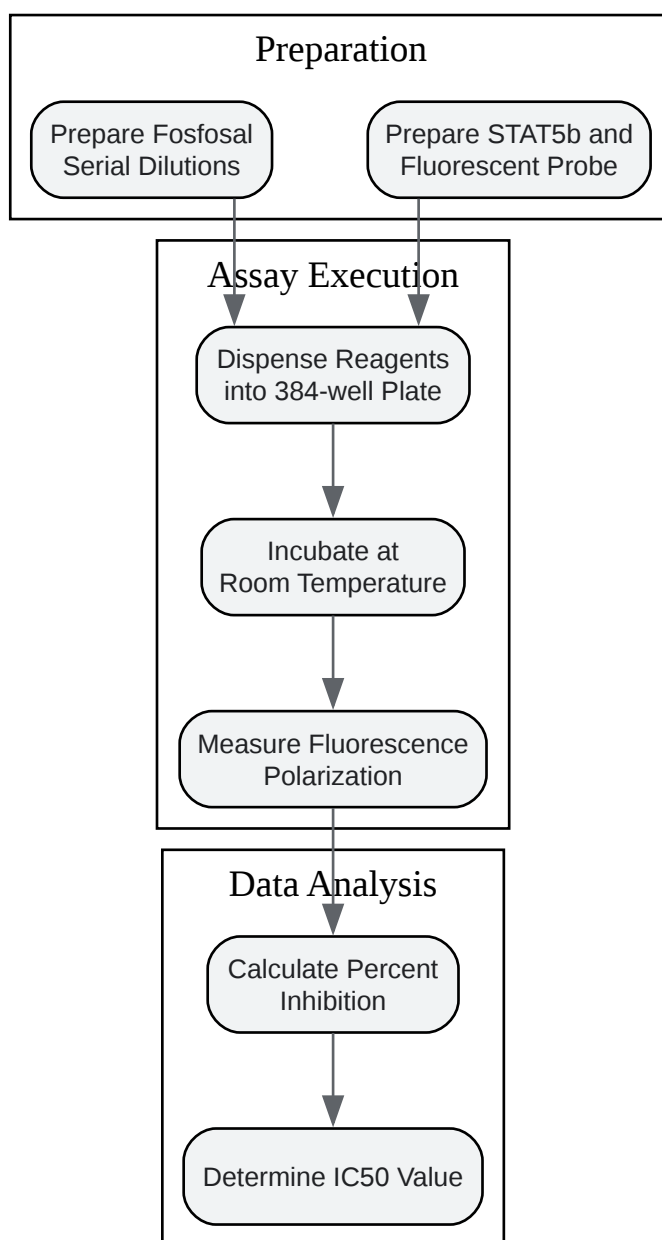 Preparation
Prepare Fosfosal
Serial Dilutions
Prepare STAT5b and
Fluorescent Probe
Assay Execution
Dispense Reagents
into 384-well Plate
Incubate at
Room Temperature
Measure Fluorescence
Polarization
Data Analysis
Calculate Percent
Inhibition
Determine IC50 Value